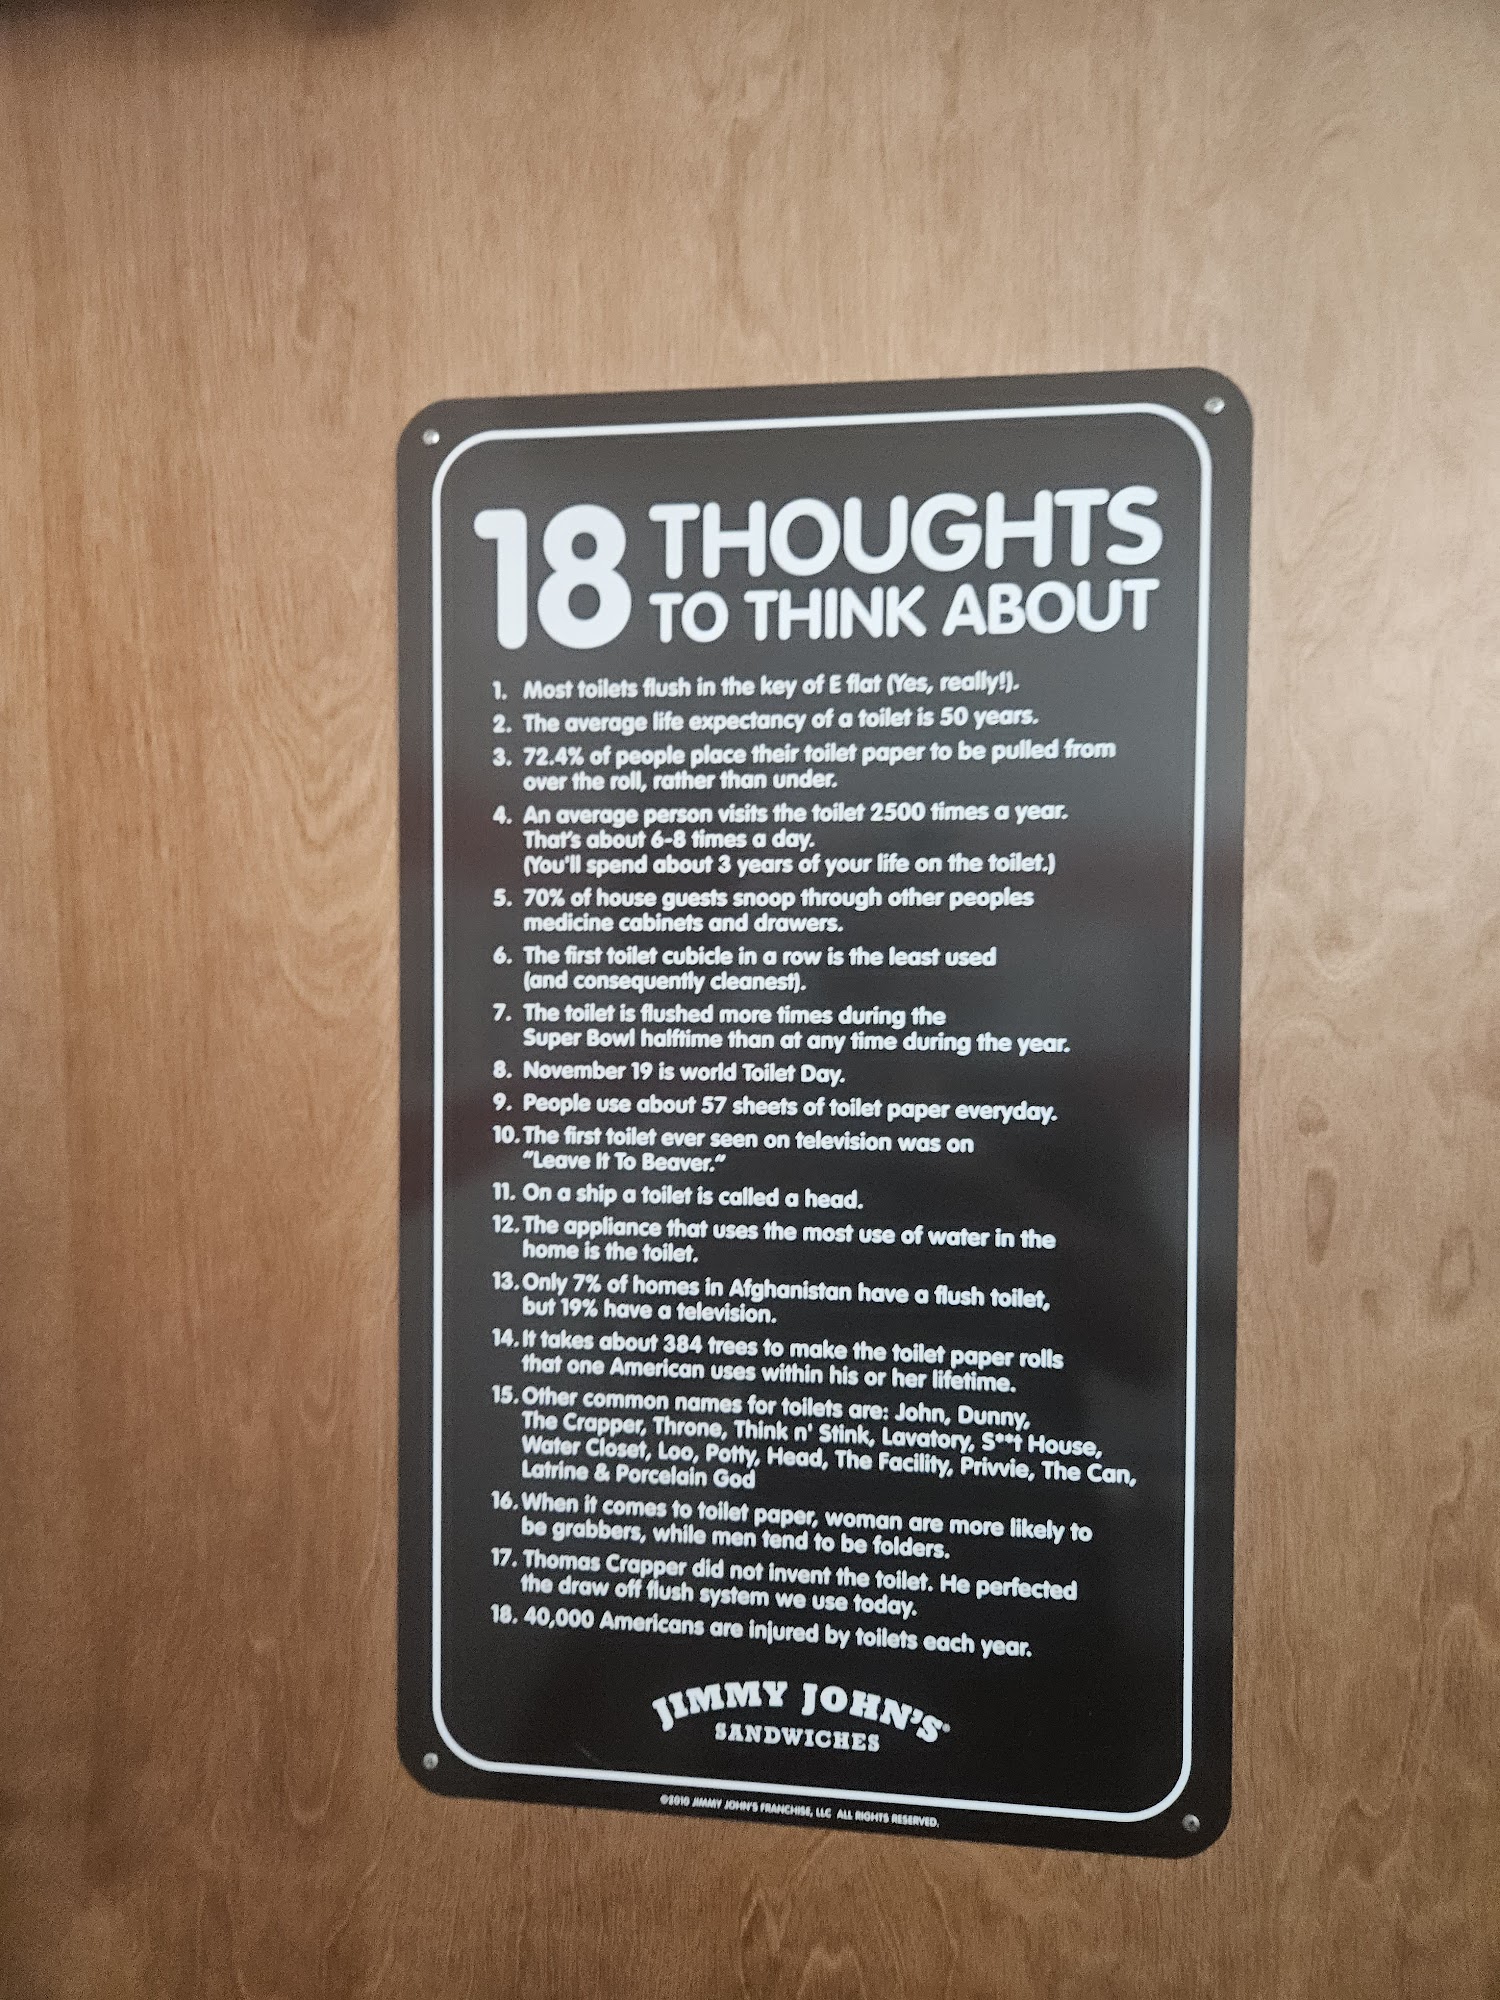 18 THOUGHTS
TO THINK ABOUT
1. Most toilets flush in the key of E flat (Yes, really!).
2. The average life expectancy of a toilet is 50 years.
3. 72.4% of people place their toilet paper to be pulled from
over the roll, rather than under.
4. An average person visits the toilet 2500 times a year.
That's about 6-8 times a day.
(You'll spend about 3 years of your life on the toilet.)
5. 70% of house guests snoop through other peoples
medicine cabinets and drawers.
6. The first toilet cubicle in a row is the least used
(and consequently cleanest).
7. The toilet is flushed more times during the
Super Bowl halftime than at any time during the year.
8. November 19 is world Toilet Day.
9. People use about 57 sheets of toilet paper everyday.
10. The first toilet ever seen on television was on
"Leave It To Beaver."
11. On a ship a toilet is called a head.
12. The appliance that uses the most use of water in the
home is the toilet.
13. Only 7% of homes in Afghanistan have a flush toilet,
but 19% have a television.
14. It takes about 384 trees to make the toilet paper rolls
that one American uses within his or her lifetime.
15. Other common names for toilets are: John, Dunny,
The Crapper, Throne, Think n' Stink, Lavatory, S**t House,
Water Closet, Loo, Potty, Head, The Facility, Privvie, The Can,
Latrine & Porcelain God
16. When it comes to toilet paper, woman are more likely to
be grabbers, while men tend to be folders.
17. Thomas Crapper did not invent the toilet. He perfected
the draw off flush system we use today.
18. 40,000 Americans are injured by toilets each year.
JIMMY JOHN'S®
SANDWICHES
©2010 JIMMY JOHN'S FRANCHISE, LLC ALL RIGHTS RESERVED.